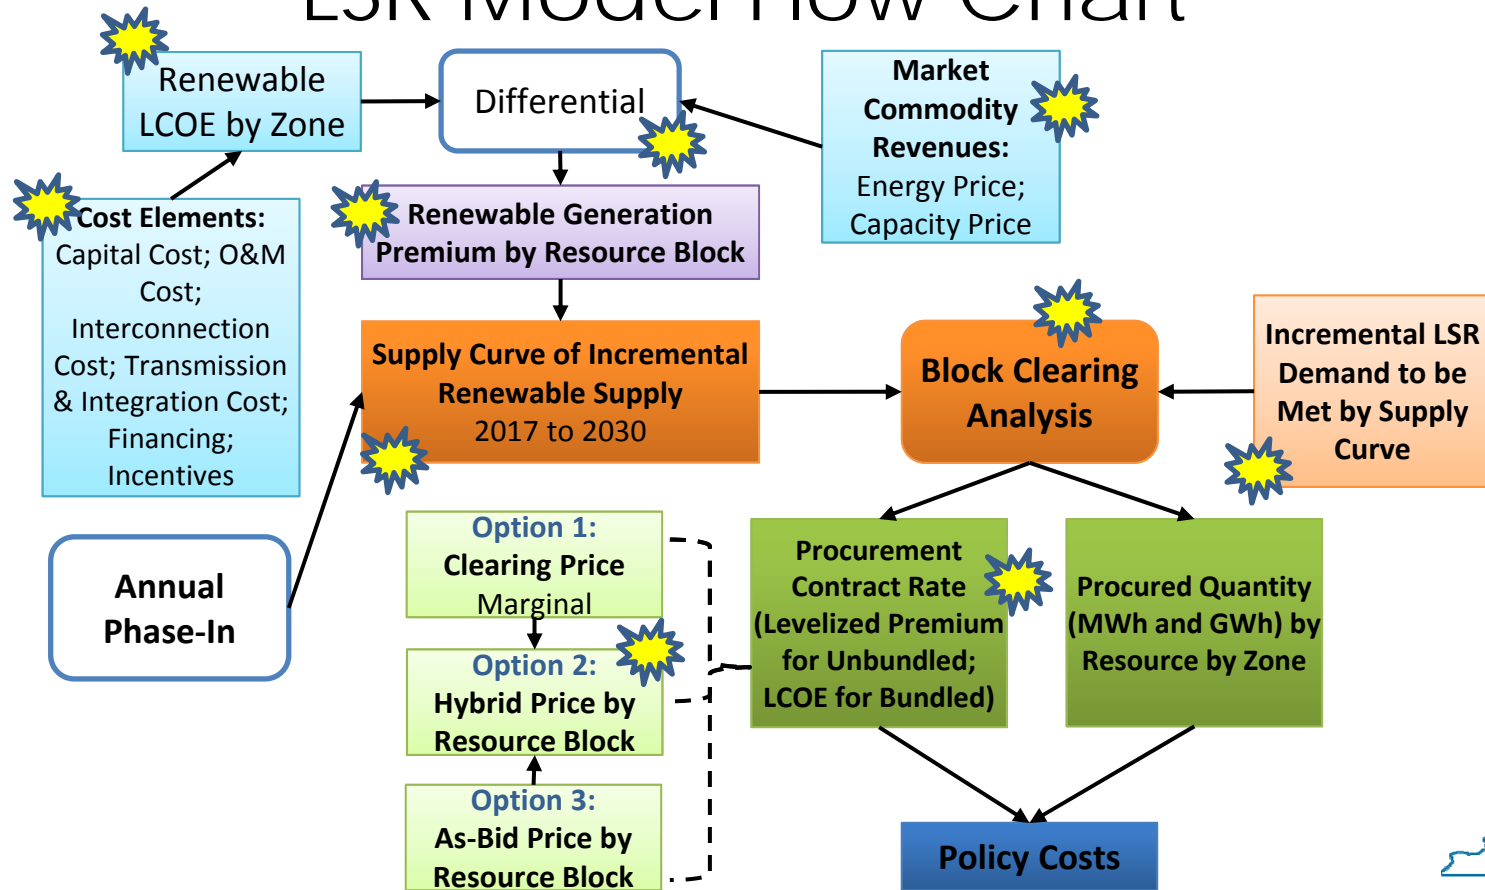 LSR Model Flow Chart
Renewable
LCOE by Zone
Differential
Market
Commodity
Revenues:
Energy Price;
Capacity Price
Cost Elements:
Capital Cost; O&M
Cost;
Interconnection
Cost; Transmission
& Integration Cost;
Financing;
Incentives
Renewable Generation
Premium by Resource Block
Supply Curve of Incremental
Renewable Supply
2017 to 2030
Block Clearing
Analysis
Incremental LSR
Demand to be
Met by Supply
Curve
Annual
Phase-In
Option 1:
Clearing Price
Marginal
Option 2:
Hybrid Price by
Resource Block
Option 3:
As-Bid Price by
Resource Block
Procurement
Contract Rate
(Levelized Premium
for Unbundled;
LCOE for Bundled)
Procured Quantity
(MWh and GWh) by
Resource by Zone
Policy Costs